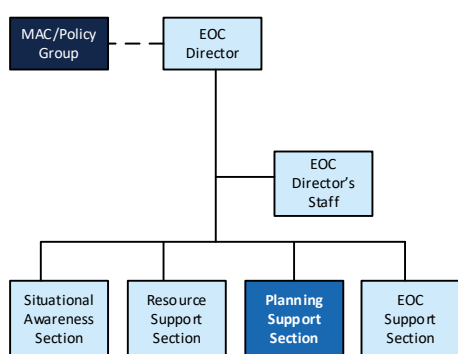 MAC/Policy
Group
EOC
Director
EOC
Director's
Staff
Situational
Awareness
Section
Resource
Support
Section
Planning
Support
Section
EOC
Support
Section